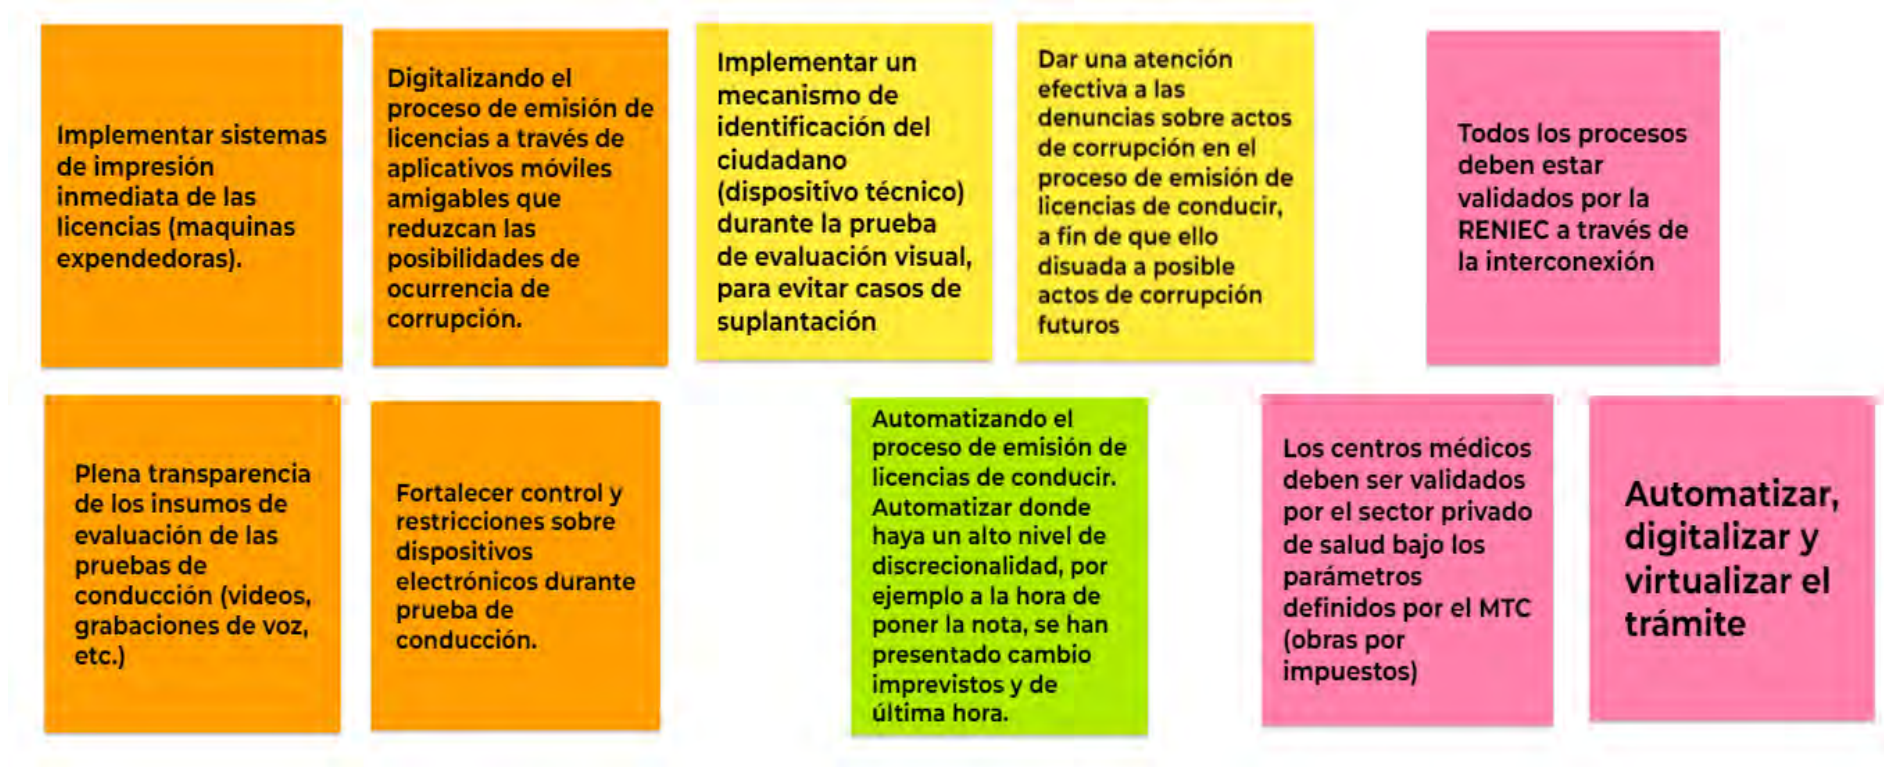 Implementar sistemas
de impresión
inmediata de las
licencias (maquinas
expendedoras).
Digitalizando el
proceso de emisión de
licencias a través de
aplicativos móviles
amigables que
reduzcan las
posibilidades de
ocurrencia de
corrupción.
Implementar un
mecanismo de
identificación del
ciudadano
(dispositivo técnico)
durante la prueba
de evaluación visual,
para evitar casos de
suplantación
Dar una atención
efectiva a las
denuncias sobre actos
de corrupción en el
proceso de emisión de
licencias de conducir,
a fin de que ello
disuada a posible
actos de corrupción
futuros
Todos los procesos
deben estar
validados por la
RENIEC a través de
la interconexión
Plena transparencia
de los insumos de
evaluación de las
pruebas de
conducción (videos,
grabaciones de voz,
etc.)
Fortalecer control y
restricciones sobre
dispositivos
electrónicos durante
prueba de
conducción.
Automatizando el
proceso de emisión de
licencias de conducir.
Automatizar donde
haya un alto nivel de
discrecionalidad, por
ejemplo a la hora de
poner la nota, se han
presentado cambio
imprevistos y de
última hora.
Los centros médicos
deben ser validados
por el sector privado
de salud bajo los
parámetros
definidos por el MTC
(obras por
impuestos)
Automatizar,
digitalizar y
virtualizar el
trámite